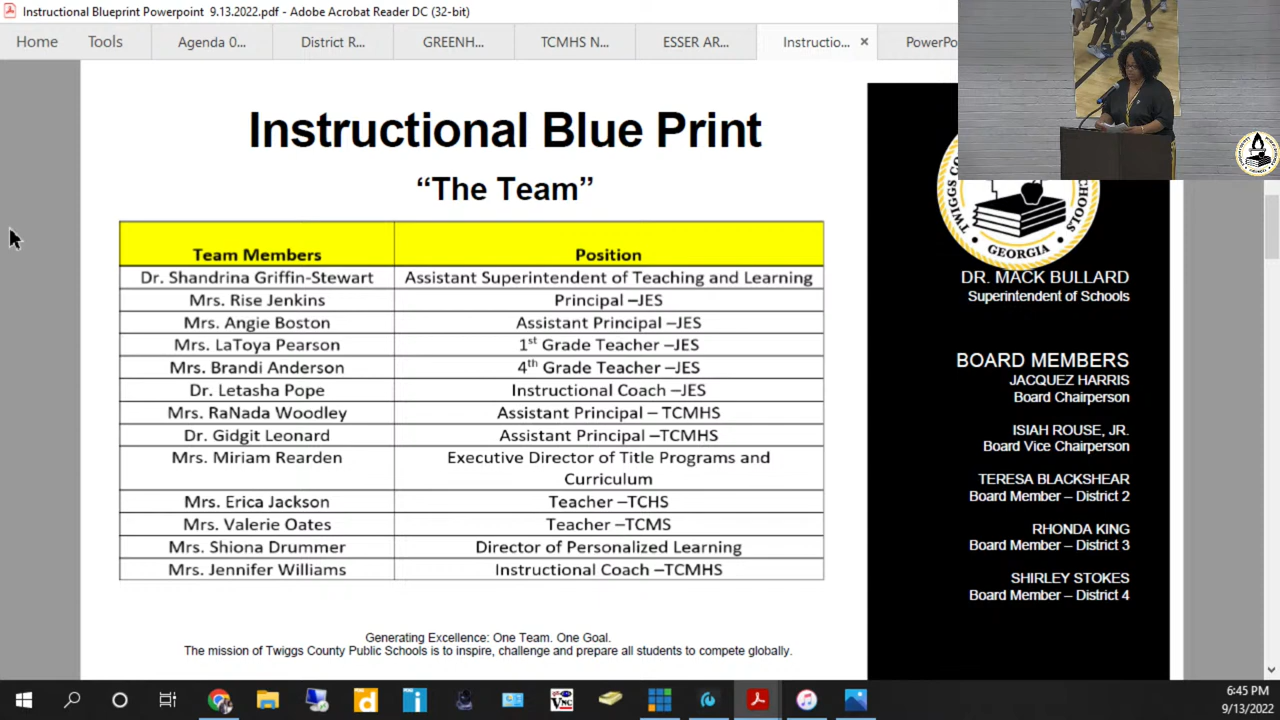 Instructional Blueprint Powerpoint 9.13.2022.pdf - Adobe Acrobat Reader DC (32-bit)
Home Tools Agenda 0... District R... GREENH... TCMHS N... ESSER AR... Instructio... × PowerPo
Instructional Blue Print
“The Team”
Team Members Position
Dr. Shandrina Griffin-Stewart Assistant Superintendent of Teaching and Learning
Mrs. Rise Jenkins Principal –JES
Mrs. Angie Boston Assistant Principal –JES
Mrs. LaToya Pearson 1st Grade Teacher –JES
Mrs. Brandi Anderson 4th Grade Teacher –JES
Dr. Letasha Pope Instructional Coach –JES
Mrs. RaNada Woodley Assistant Principal – TCMHS
Dr. Gidgit Leonard Assistant Principal –TCMHS
Mrs. Miriam Rearden Executive Director of Title Programs and
Curriculum
Mrs. Erica Jackson Teacher –TCHS
Mrs. Valerie Oates Teacher –TCMS
Mrs. Shiona Drummer Director of Personalized Learning
Mrs. Jennifer Williams Instructional Coach –TCMHS
Generating Excellence: One Team. One Goal.
The mission of Twiggs County Public Schools is to inspire, challenge and prepare all students to compete globally.
TWIGGS CO SCHOOLS
GEORGIA
DR. MACK BULLARD
Superintendent of Schools
BOARD MEMBERS
JACQUEZ HARRIS
Board Chairperson
ISIAH ROUSE, JR.
Board Vice Chairperson
TERESA BLACKSHEAR
Board Member – District 2
RHONDA KING
Board Member – District 3
SHIRLEY STOKES
Board Member – District 4
6:45 PM
9/13/2022